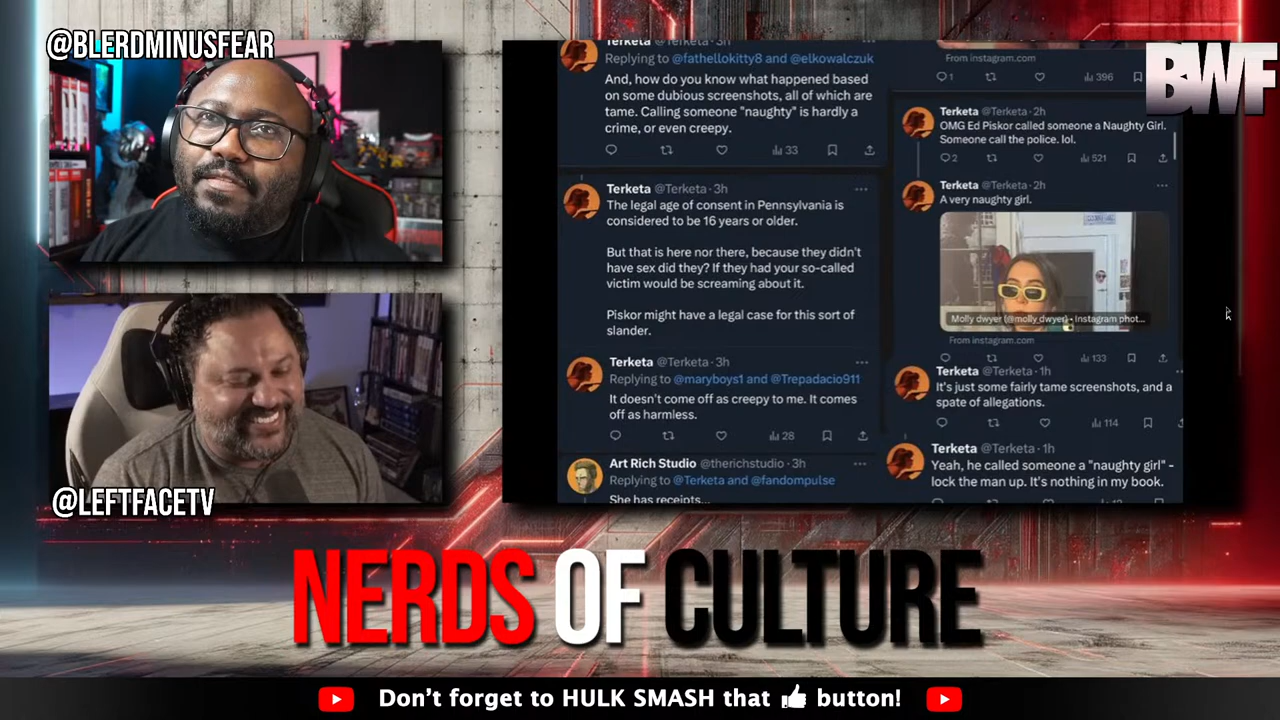 @BLERDMINUSFEAR
BWF
@LEFTFACETV
Terketa @Terketa · 3h
Replying to @fathellokitty8 and @elkowalczuk
And, how do you know what happened based
on some dubious screenshots, all of which are
tame. Calling someone "naughty" is hardly a
crime, or even creepy.
33
Terketa @Terketa · 3h
The legal age of consent in Pennsylvania is
considered to be 16 years or older.
But that is here nor there, because they didn't
have sex did they? If they had your so-called
victim would be screaming about it.
Piskor might have a legal case for this sort of
slander.
Terketa @Terketa · 3h
Replying to @maryboys1 and @Trepadacio911
It doesn't come off as creepy to me. It comes
off as harmless.
28
Art Rich Studio @therichstudio · 3h
Replying to @Terketa and @fandompulse
She has receipts...
From instagram.com
1 396
Terketa @Terketa · 2h
OMG Ed Piskor called someone a Naughty Girl.
Someone call the police. lol.
2 521
Terketa @Terketa · 2h
A very naughty girl.
Molly dwyer (@molly_dwyer) • Instagram phot...
From instagram.com
133
Terketa @Terketa · 1h
It's just some fairly tame screenshots, and a
spate of allegations.
114
Terketa @Terketa · 1h
Yeah, he called someone a "naughty girl" -
lock the man up. It's nothing in my book.
NERDS OF CULTURE
Don't forget to HULK SMASH that 👍 button!